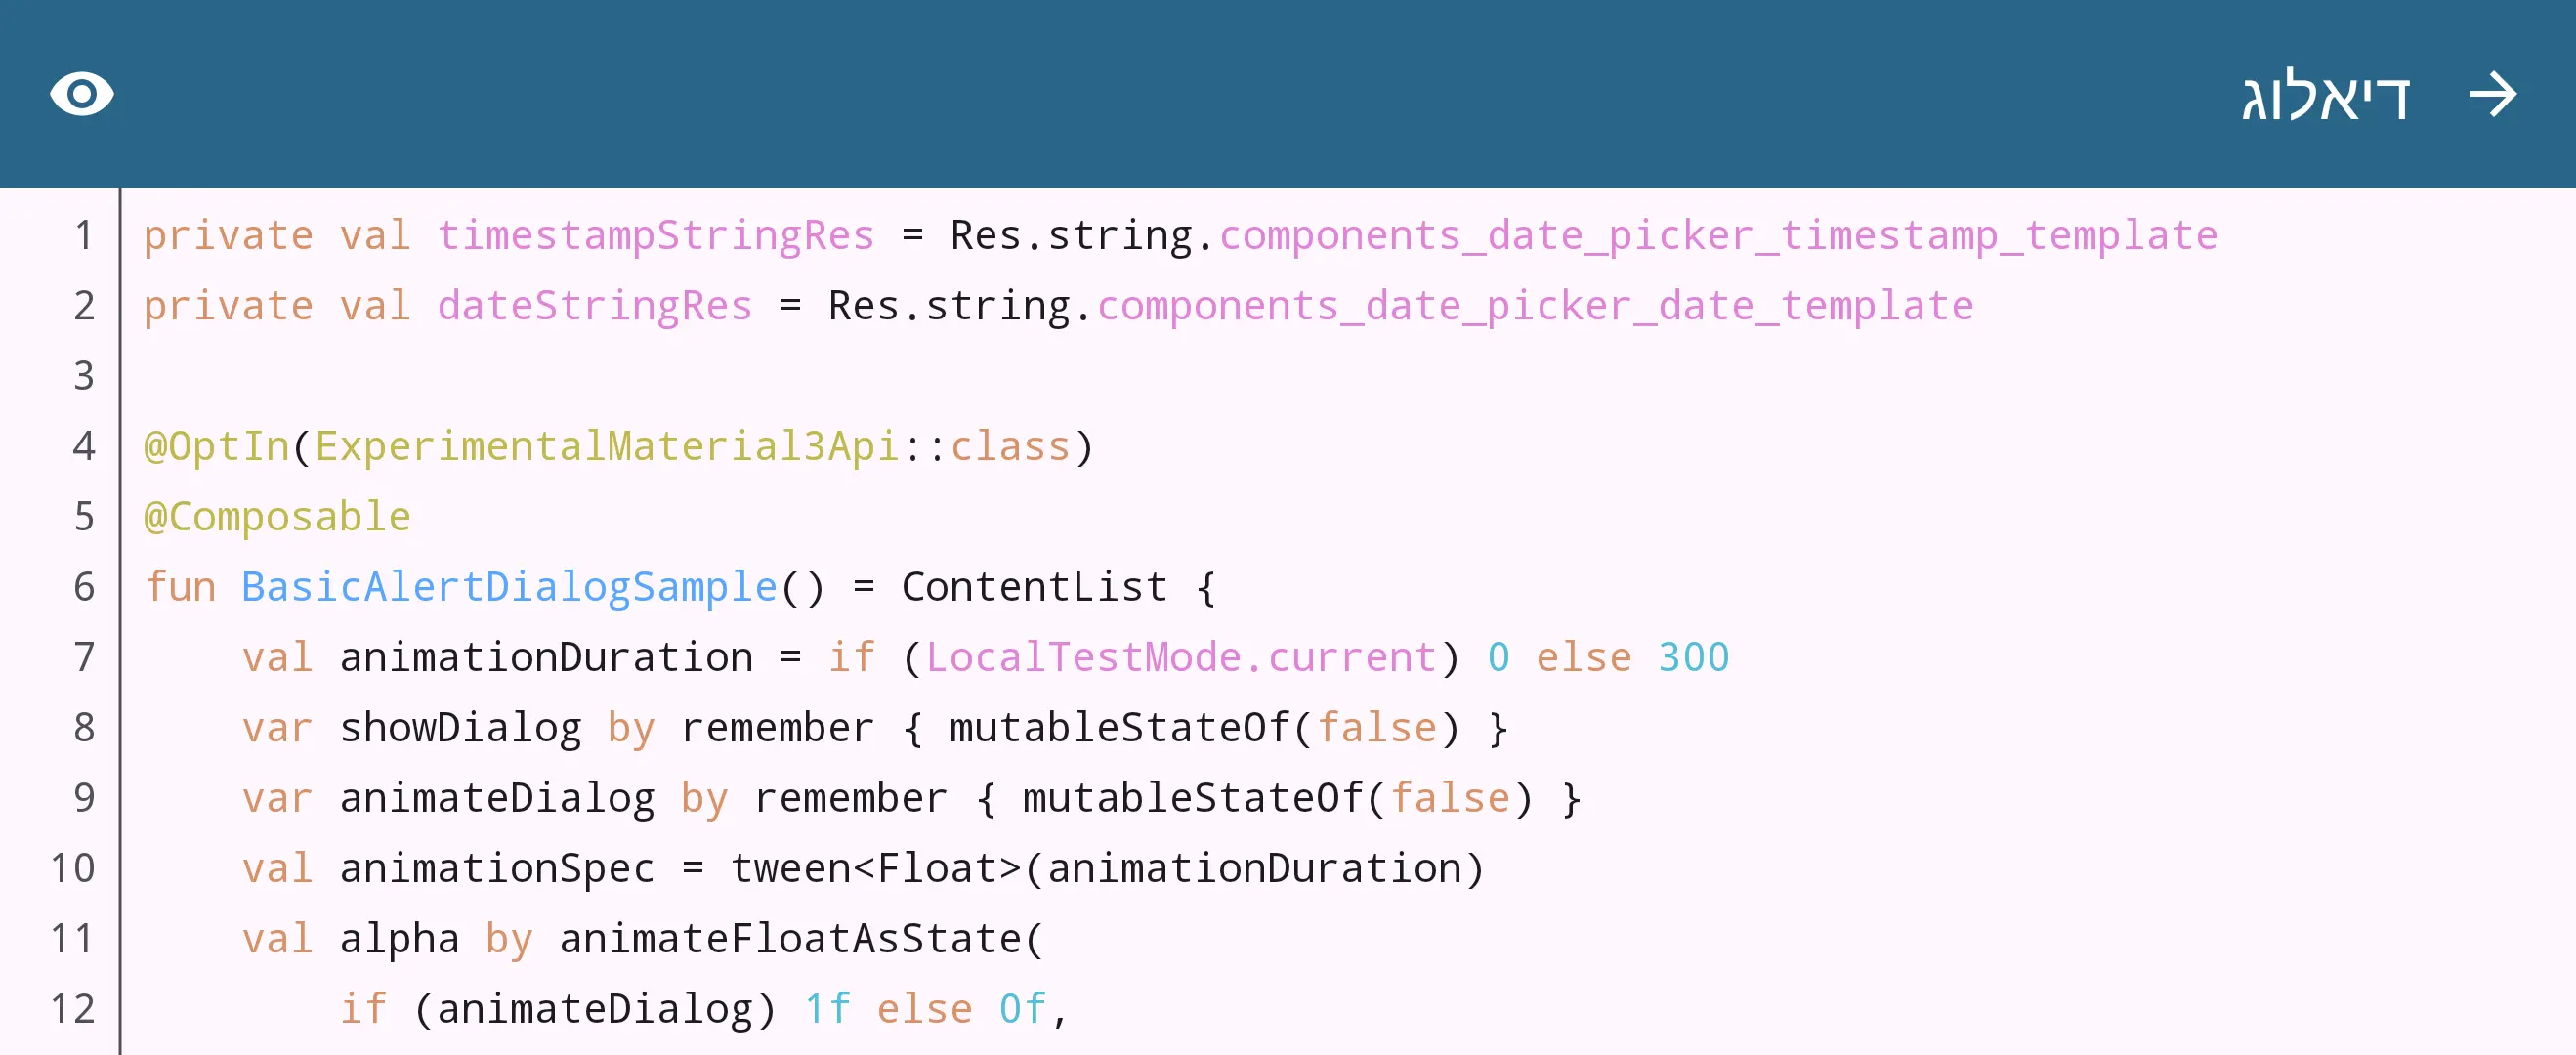 דיאלוג
1 private val timestampStringRes = Res.string.components_date_picker_timestamp_template
2 private val dateStringRes = Res.string.components_date_picker_date_template
3
4 @OptIn(ExperimentalMaterial3Api::class)
5 @Composable
6 fun BasicAlertDialogSample() = ContentList {
7     val animationDuration = if (LocalTestMode.current) 0 else 300
8     var showDialog by remember { mutableStateOf(false) }
9     var animateDialog by remember { mutableStateOf(false) }
10     val animationSpec = tween<Float>(animationDuration)
11     val alpha by animateFloatAsState(
12         if (animateDialog) 1f else 0f,